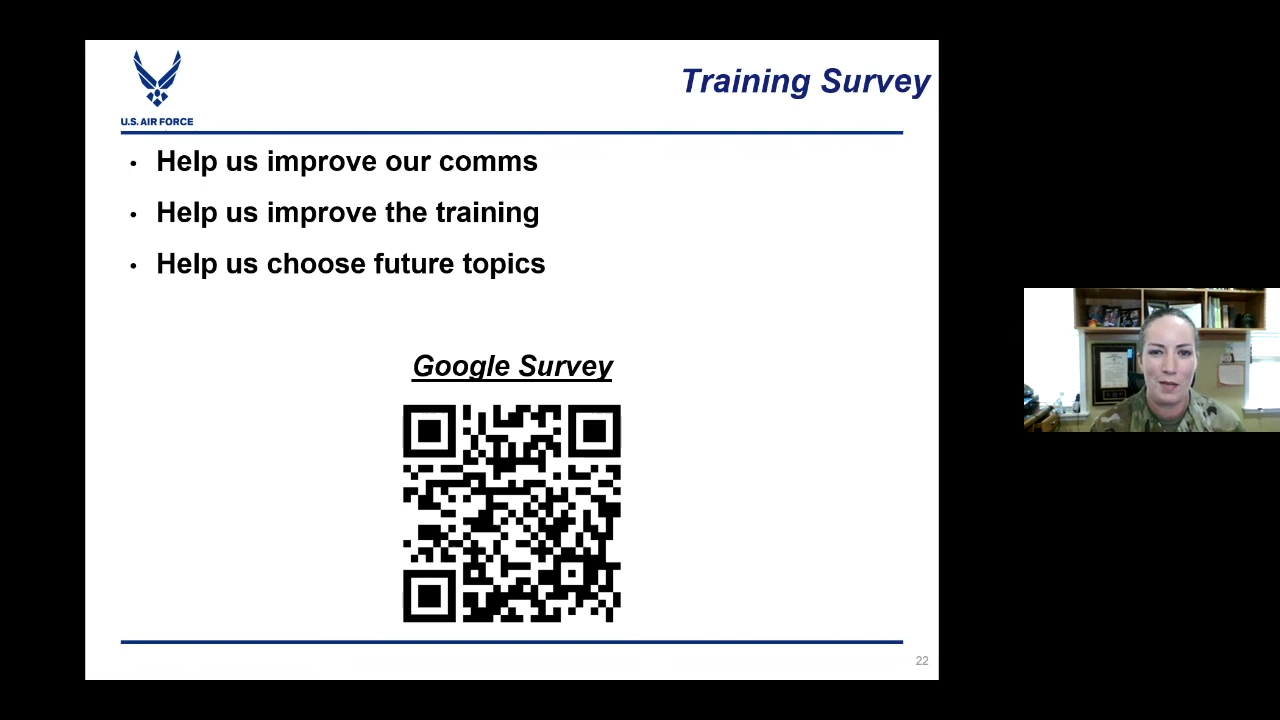 Training Survey
U.S. AIR FORCE
• Help us improve our comms
• Help us improve the training
• Help us choose future topics
Google Survey
22